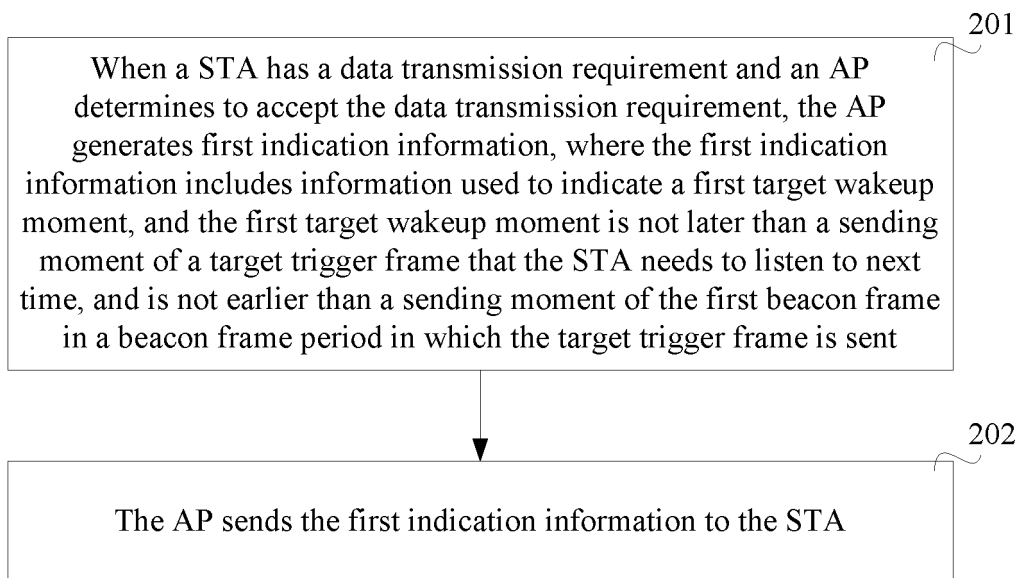 201
When a STA has a data transmission requirement and an AP
determines to accept the data transmission requirement, the AP
generates first indication information, where the first indication
information includes information used to indicate a first target wakeup
moment, and the first target wakeup moment is not later than a sending
moment of a target trigger frame that the STA needs to listen to next
time, and is not earlier than a sending moment of the first beacon frame
in a beacon frame period in which the target trigger frame is sent
202
The AP sends the first indication information to the STA